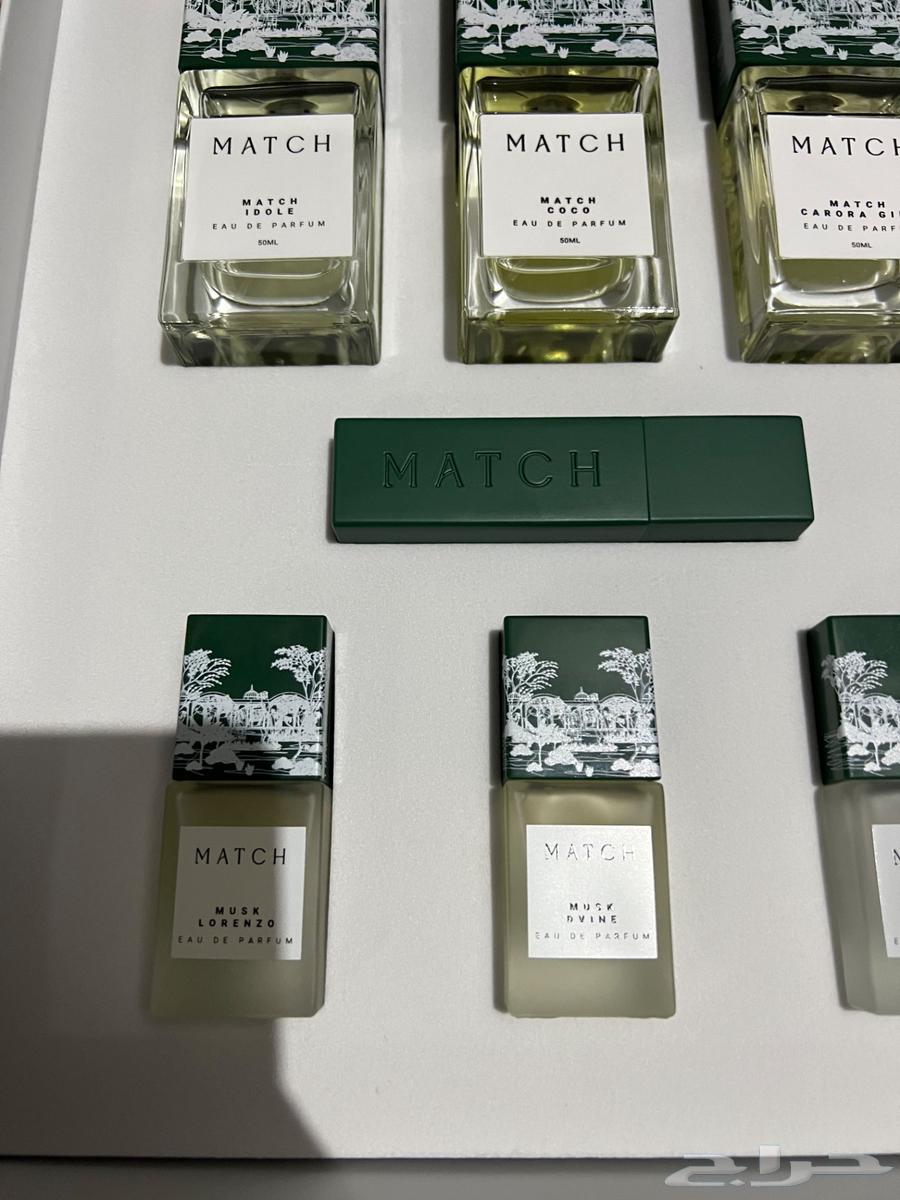 MATCH
MATCH
IDOLE
EAU DE PARFUM
50ML
MATCH
MATCH
COCO
EAU DE PARFUM
50ML
MATCH
MATCH
CARORA
EAU DE
50ML
MATCH
MATCH
MUSK
LORENZO
EAU DE PARFUM
MATCH
MUSK
DVINE
EAU DE PARFUM
حراج